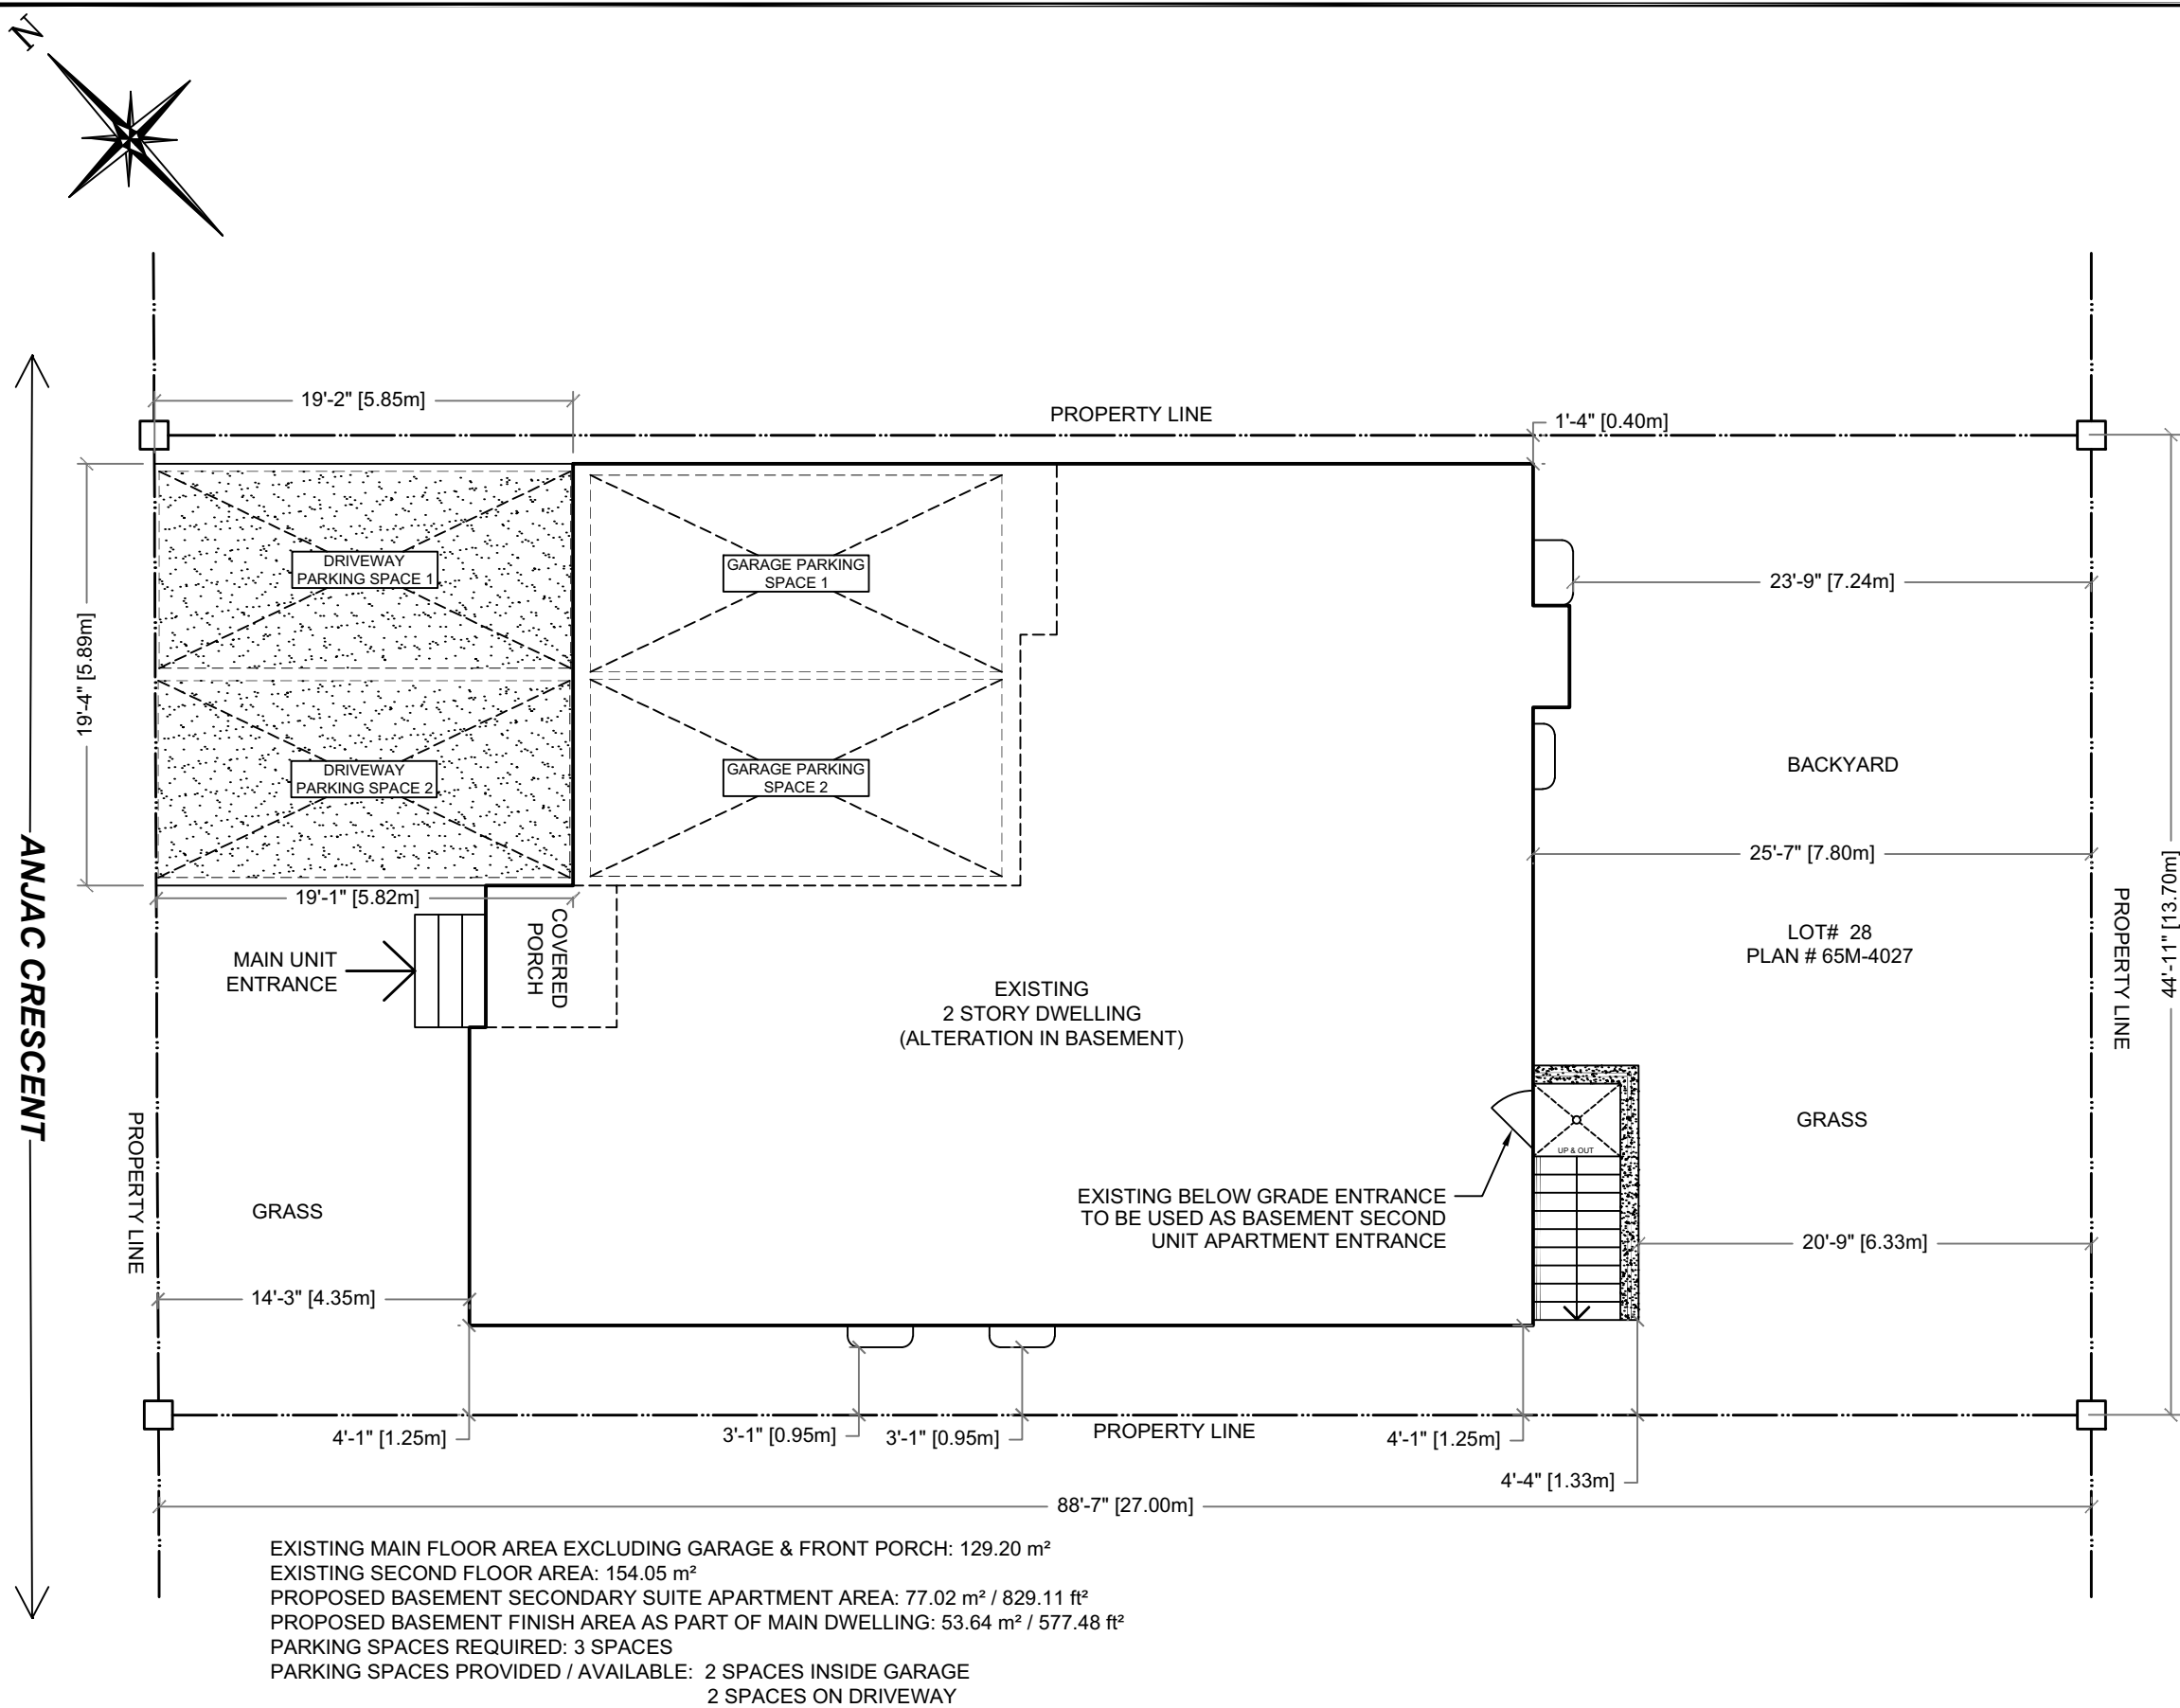 N
19'-2" [5.85m]
PROPERTY LINE
1'-4" [0.40m]
19'-4" [5.89m]
DRIVEWAY
PARKING SPACE 1
GARAGE PARKING
SPACE 1
23'-9" [7.24m]
DRIVEWAY
PARKING SPACE 2
GARAGE PARKING
SPACE 2
BACKYARD
25'-7" [7.80m]
19'-1" [5.82m]
ANJAC CRESCENT
COVERED
PORCH
MAIN UNIT
ENTRANCE
LOT# 28
PLAN # 65M-4027
PROPERTY LINE
44'-11" [13.70m]
EXISTING
2 STORY DWELLING
(ALTERATION IN BASEMENT)
GRASS
UP & OUT
PROPERTY LINE
GRASS
EXISTING BELOW GRADE ENTRANCE
TO BE USED AS BASEMENT SECOND
UNIT APARTMENT ENTRANCE
20'-9" [6.33m]
14'-3" [4.35m]
4'-1" [1.25m]
3'-1" [0.95m]
3'-1" [0.95m]
PROPERTY LINE
4'-1" [1.25m]
4'-4" [1.33m]
88'-7" [27.00m]
EXISTING MAIN FLOOR AREA EXCLUDING GARAGE & FRONT PORCH: 129.20 m²
EXISTING SECOND FLOOR AREA: 154.05 m²
PROPOSED BASEMENT SECONDARY SUITE APARTMENT AREA: 77.02 m² / 829.11 ft²
PROPOSED BASEMENT FINISH AREA AS PART OF MAIN DWELLING: 53.64 m² / 577.48 ft²
PARKING SPACES REQUIRED: 3 SPACES
PARKING SPACES PROVIDED / AVAILABLE: 2 SPACES INSIDE GARAGE
2 SPACES ON DRIVEWAY